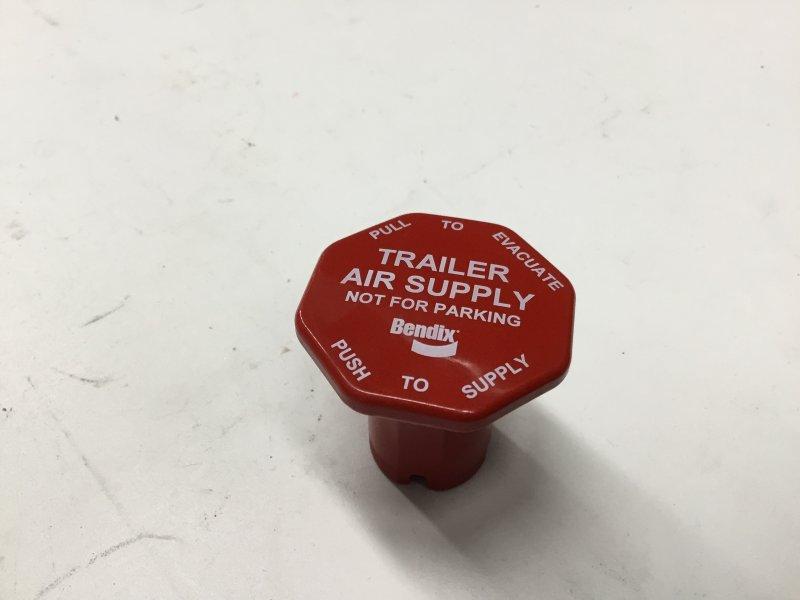 PULL TO EVACUATE
TRAILER
AIR SUPPLY
NOT FOR PARKING
Bendix
PUSH TO SUPPLY